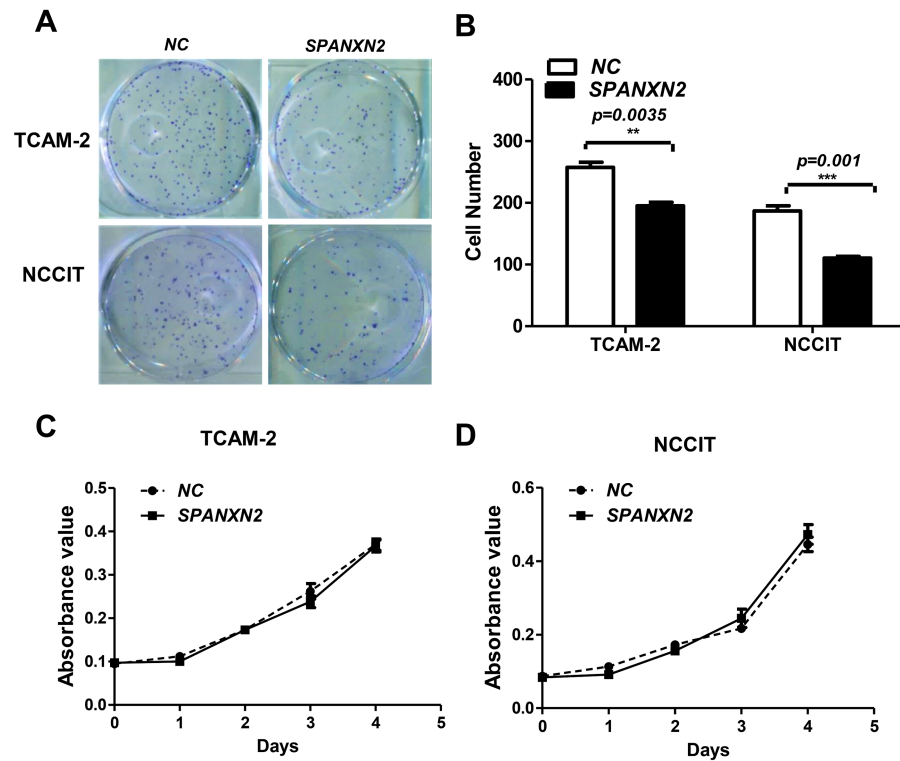 A
NC
SPANXN2
TCAM-2
NCCIT
B
NC
SPANXN2
400
300
200
100
0
Cell Number
p=0.0035
**
p=0.001
***
TCAM-2
NCCIT
C
TCAM-2
NC
SPANXN2
0.5
0.4
0.3
0.2
0.1
0.0
Absorbance value
0 1 2 3 4 5
Days
D
NCCIT
NC
SPANXN2
0.6
0.4
0.2
0.0
Absorbance value
0 1 2 3 4 5
Days